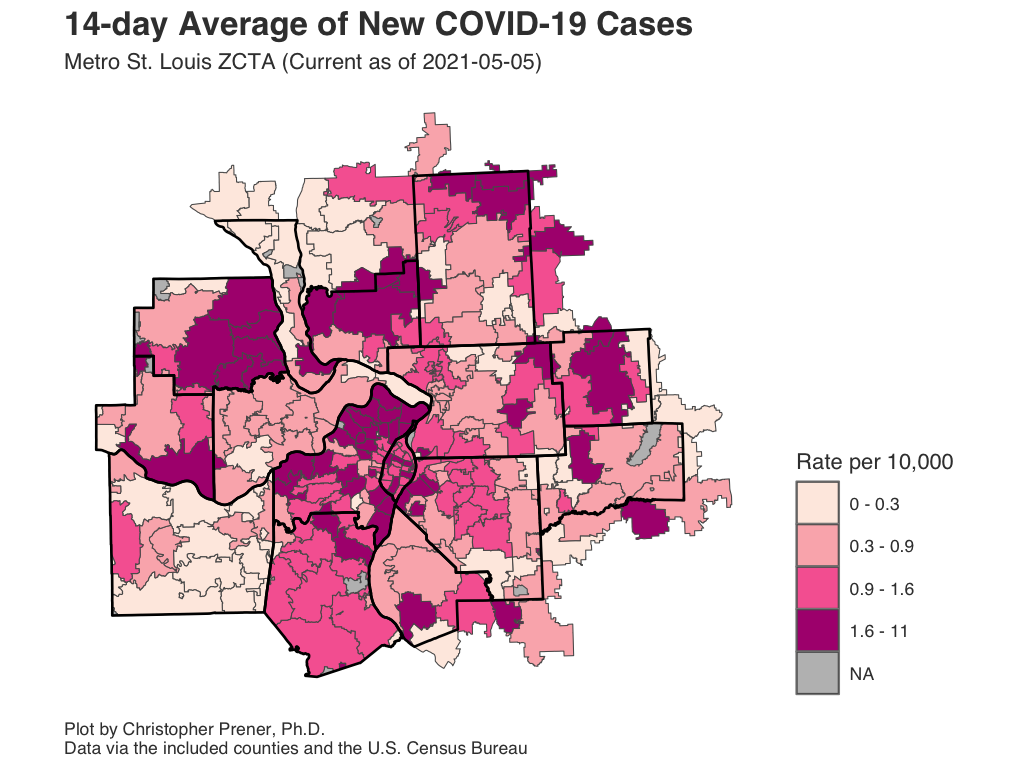 14-day Average of New COVID-19 Cases
Metro St. Louis ZCTA (Current as of 2021-05-05)
Rate per 10,000
0 - 0.3
0.3 - 0.9
0.9 - 1.6
1.6 - 11
NA
Plot by Christopher Prener, Ph.D.
Data via the included counties and the U.S. Census Bureau